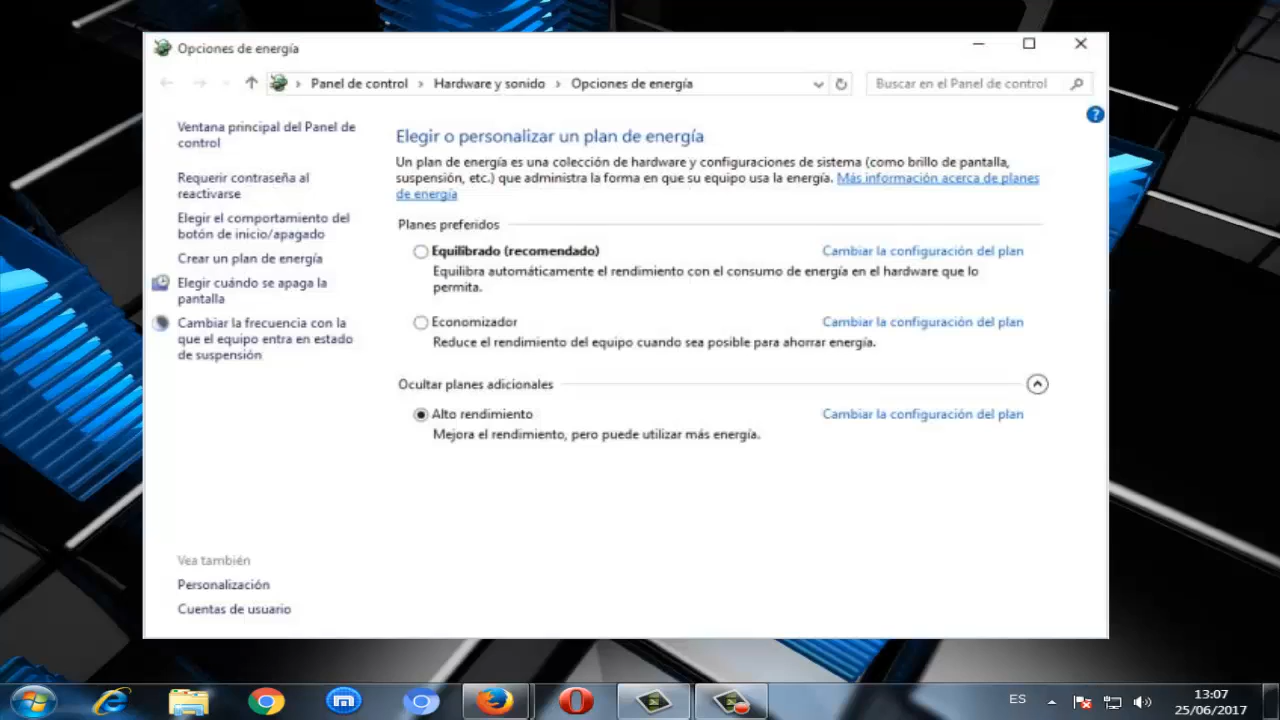 Opciones de energía
Panel de control > Hardware y sonido > Opciones de energía
Buscar en el Panel de control
?
Ventana principal del Panel de
control
Requerir contraseña al
reactivarse
Elegir el comportamiento del
botón de inicio/apagado
Crear un plan de energía
Elegir cuándo se apaga la
pantalla
Cambiar la frecuencia con la
que el equipo entra en estado
de suspensión
Vea también
Personalización
Cuentas de usuario
Elegir o personalizar un plan de energía
Un plan de energía es una colección de hardware y configuraciones de sistema (como brillo de pantalla,
suspensión, etc.) que administra la forma en que su equipo usa la energía. Más información acerca de planes
de energía
Planes preferidos
Equilibrado (recomendado) Cambiar la configuración del plan
Equilibra automáticamente el rendimiento con el consumo de energía en el hardware que lo
permita.
Economizador Cambiar la configuración del plan
Reduce el rendimiento del equipo cuando sea posible para ahorrar energía.
Ocultar planes adicionales
Alto rendimiento Cambiar la configuración del plan
Mejora el rendimiento, pero puede utilizar más energía.
ES
13:07
25/06/2017